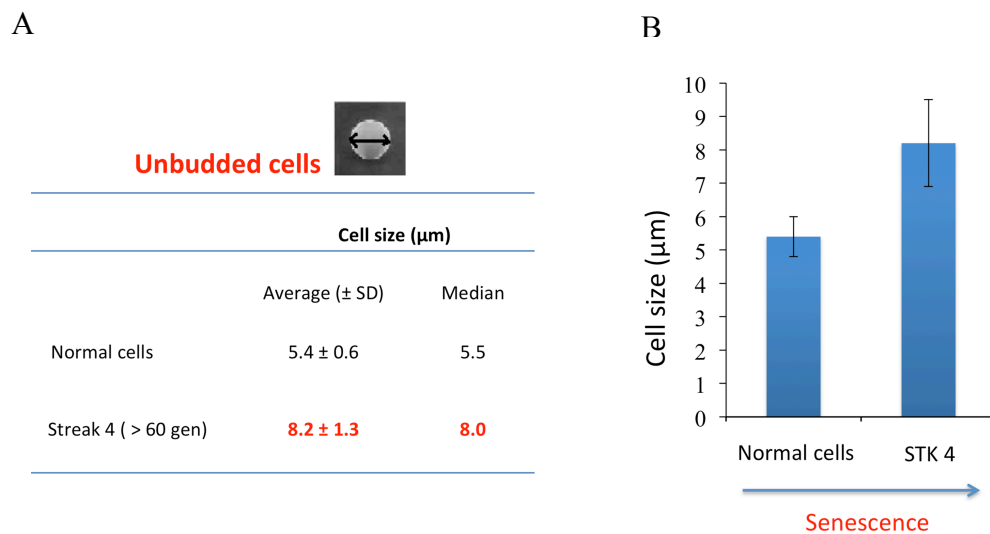 A
Unbudded cells
Cell size (μm)
Average (± SD) Median
Normal cells 5.4 ± 0.6 5.5
Streak 4 ( > 60 gen) 8.2 ± 1.3 8.0
B
Cell size (μm)
10
9
8
7
6
5
4
3
2
1
0
Normal cells STK 4
Senescence